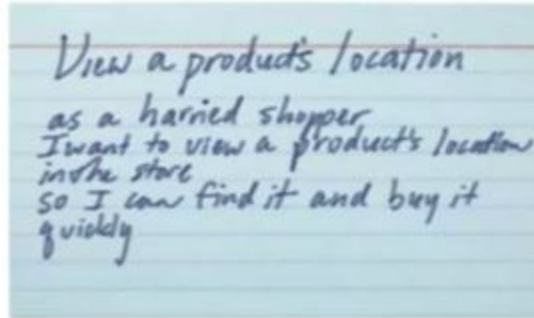 View a product's location
as a harried shopper
I want to view a product's location
in the store
so I can find it and buy it
quickly